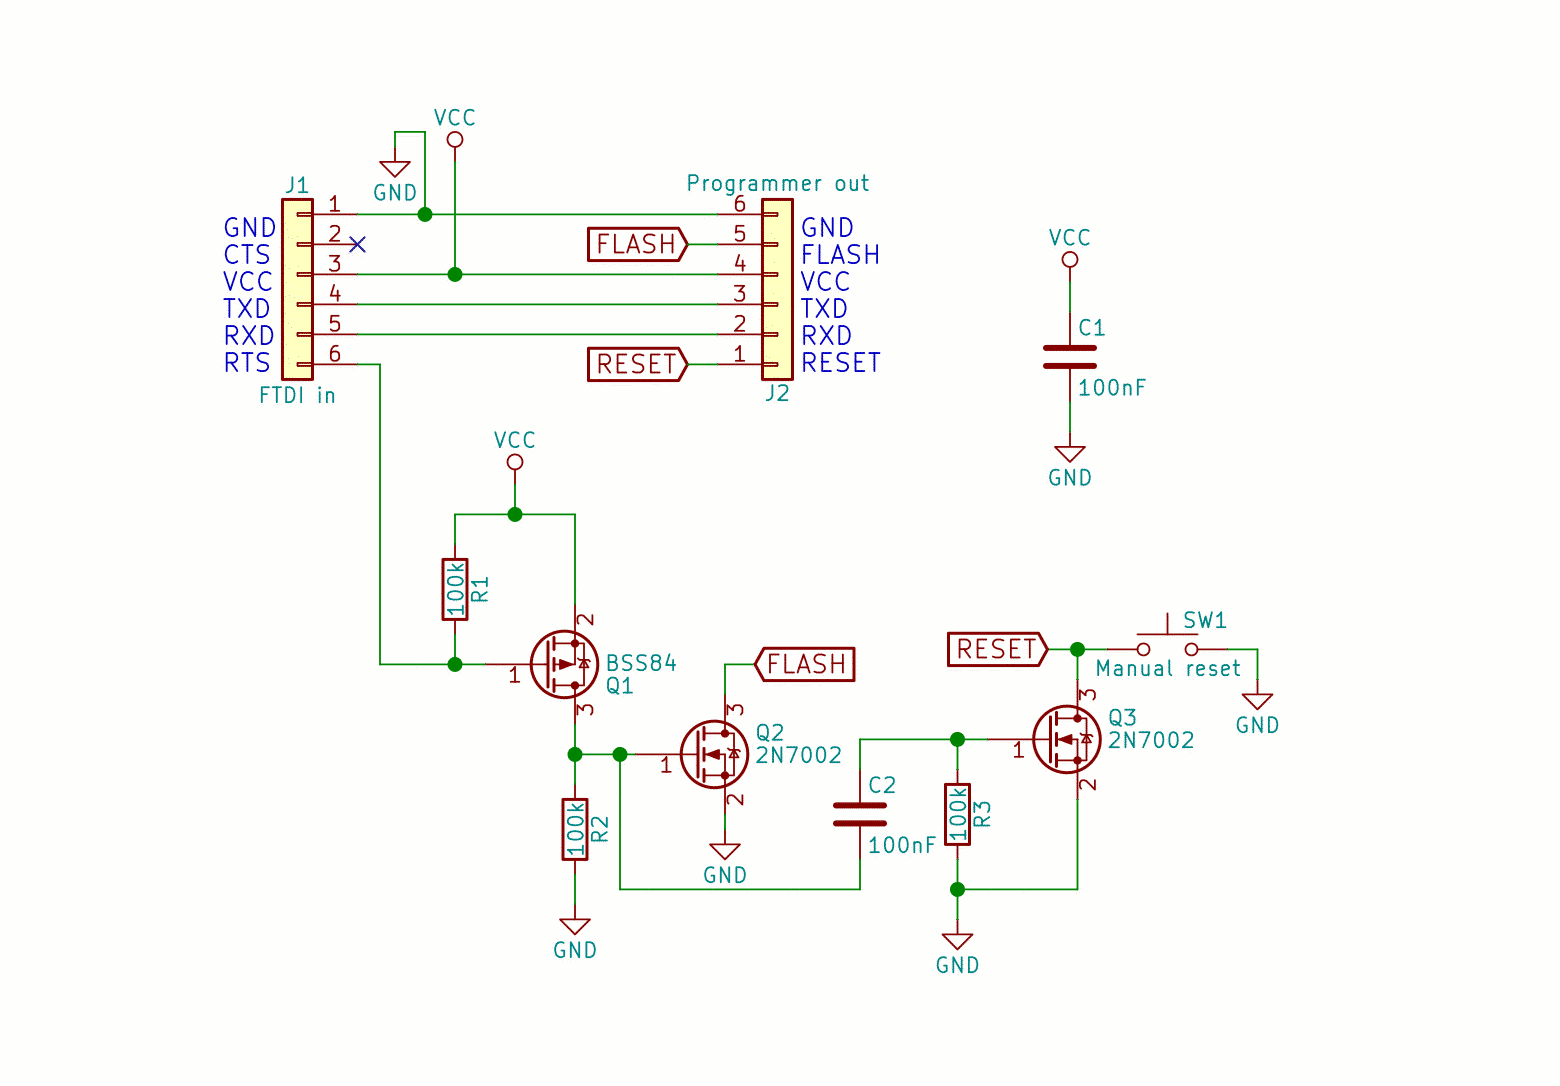 VCC
GND
J1
Programmer out
1
6
GND
GND
2
FLASH
5
CTS
FLASH
3
4
VCC
VCC
4
3
TXD
TXD
5
2
RXD
RXD
6
RESET
1
RTS
RESET
FTDI in
J2
VCC
C1
100nF
GND
VCC
100k
R1
2
1
BSS84
Q1
3
FLASH
3
Q2
2N7002
1
2
GND
100k
R2
GND
C2
100nF
RESET
SW1
Manual reset
GND
3
Q3
2N7002
1
2
100k
R3
GND